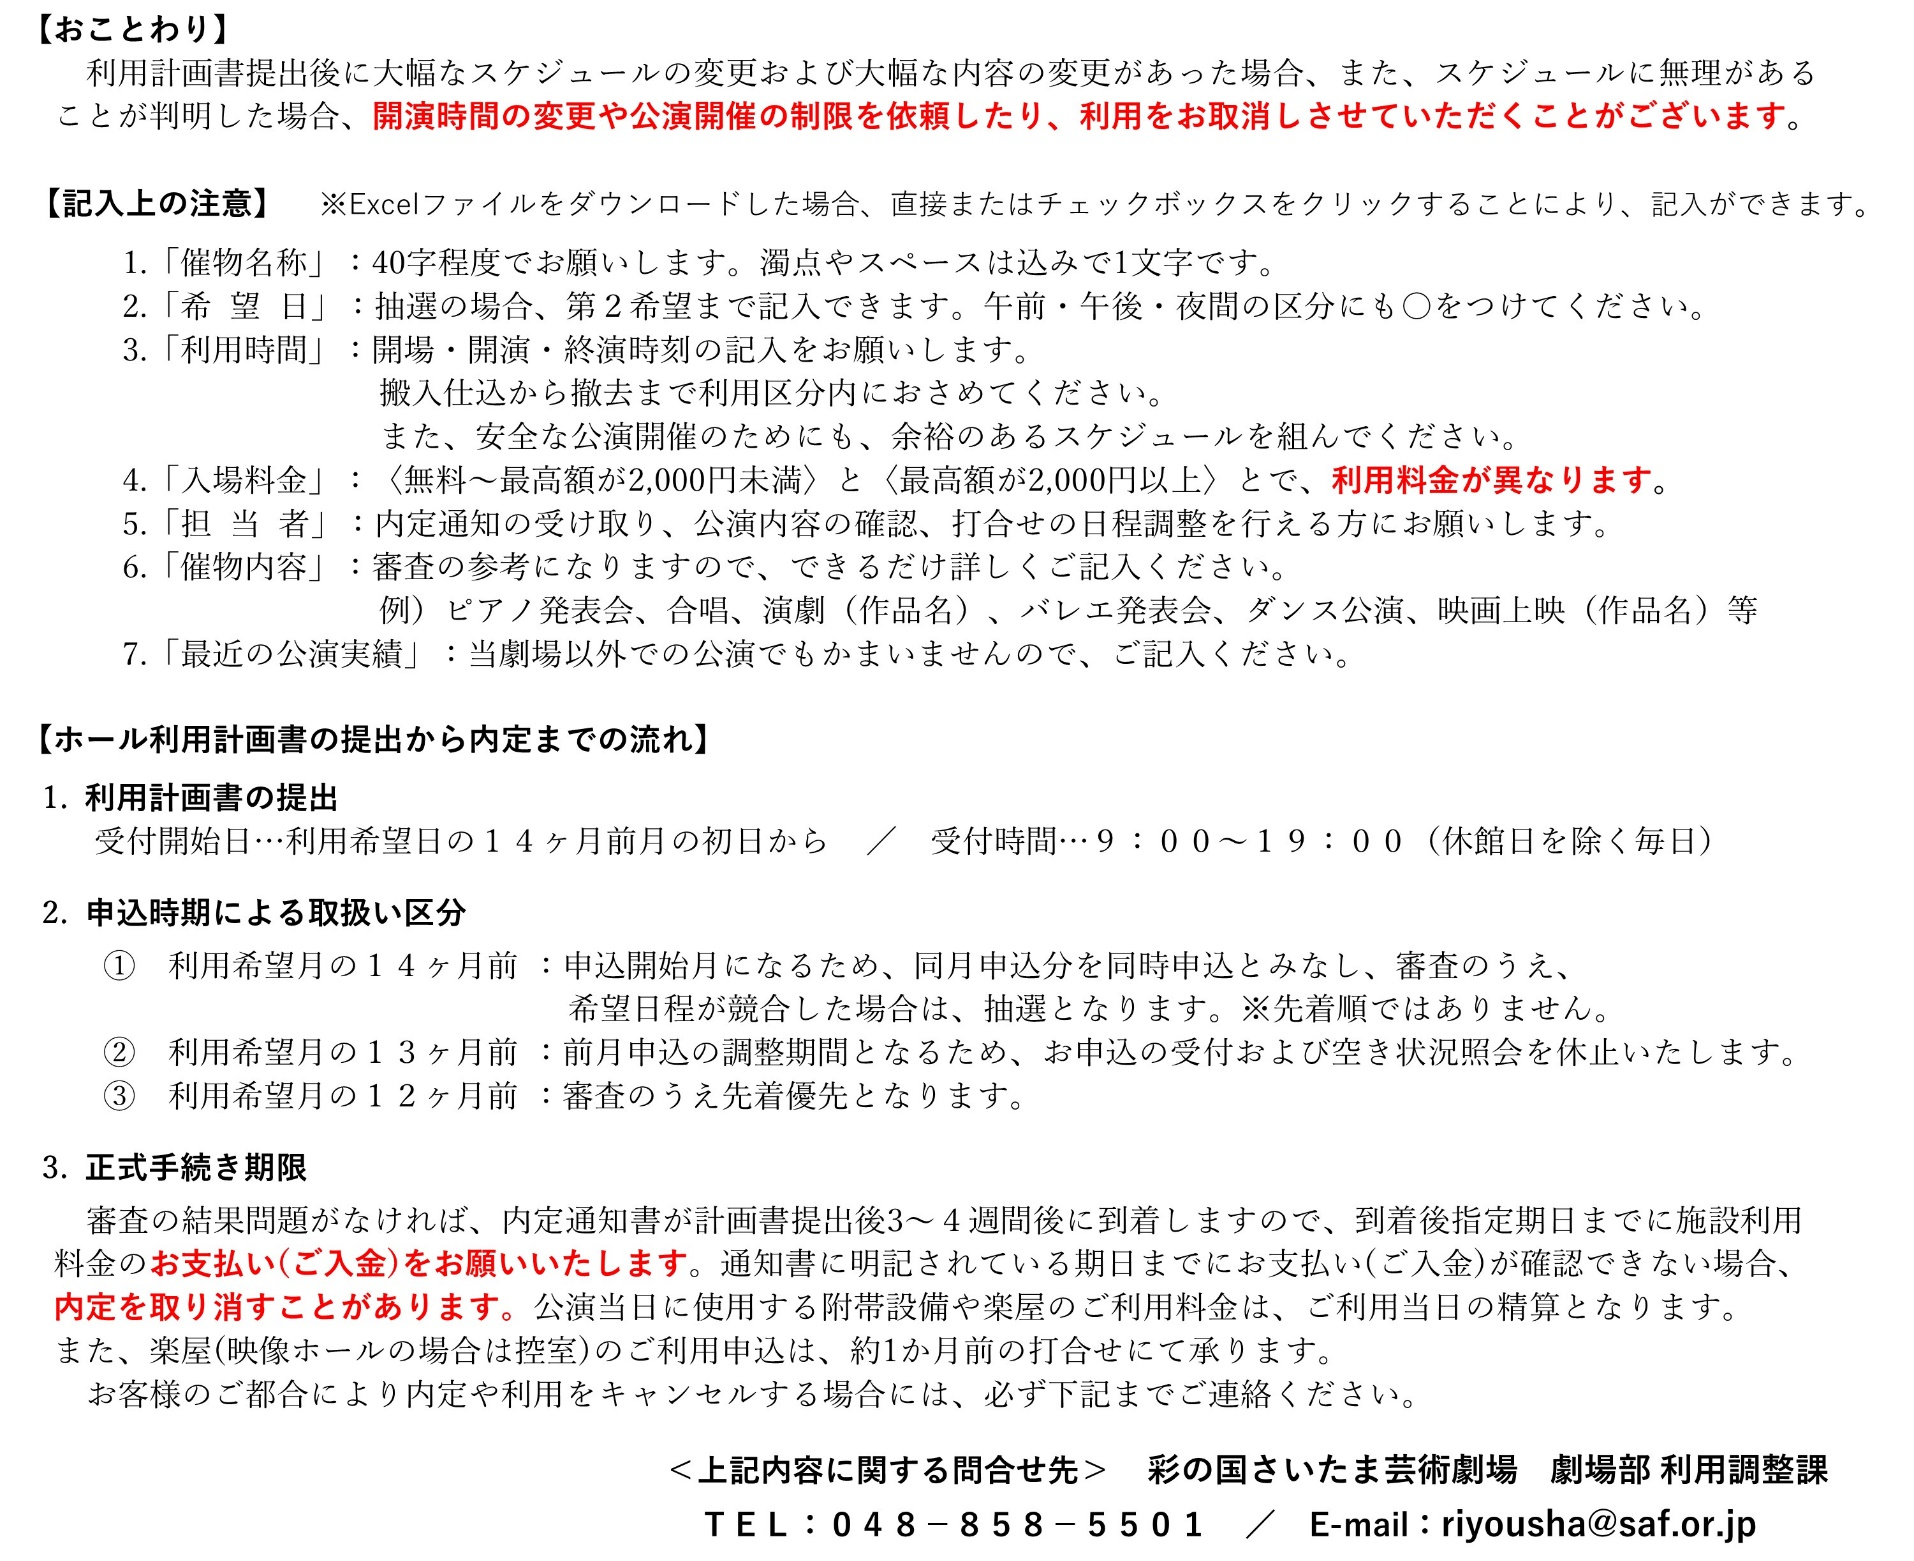 【おことわり】
利用計画書提出後に大幅なスケジュールの変更および大幅な内容の変更があった場合、また、スケジュールに無理がある
ことが判明した場合、開演時間の変更や公演開催の制限を依頼したり、利用をお取消しさせていただくことがございます。
【記入上の注意】　※Excelファイルをダウンロードした場合、直接またはチェックボックスをクリックすることにより、記入ができます。
1.「催物名称」：40字程度でお願いします。濁点やスペースは込みで1文字です。
2.「希 望 日」：抽選の場合、第２希望まで記入できます。午前・午後・夜間の区分にも〇をつけてください。
3.「利用時間」：開場・開演・終演時刻の記入をお願いします。
搬入仕込から撤去まで利用区分内におさめてください。
また、安全な公演開催のためにも、余裕のあるスケジュールを組んでください。
4.「入場料金」：〈無料～最高額が2,000円未満〉と〈最高額が2,000円以上〉とで、利用料金が異なります。
5.「担 当 者」：内定通知の受け取り、公演内容の確認、打合せの日程調整を行える方にお願いします。
6.「催物内容」：審査の参考になりますので、できるだけ詳しくご記入ください。
例）ピアノ発表会、合唱、演劇（作品名）、バレエ発表会、ダンス公演、映画上映（作品名）等
7.「最近の公演実績」：当劇場以外での公演でもかまいませんので、ご記入ください。
【ホール利用計画書の提出から内定までの流れ】
1. 利用計画書の提出
受付開始日…利用希望日の１４ヶ月前月の初日から　／　受付時間…９：００～１９：００（休館日を除く毎日）
2. 申込時期による取扱い区分
①　利用希望月の１４ヶ月前 ：申込開始月になるため、同月申込分を同時申込とみなし、審査のうえ、
希望日程が競合した場合は、抽選となります。※先着順ではありません。
②　利用希望月の１３ヶ月前 ：前月申込の調整期間となるため、お申込の受付および空き状況照会を休止いたします。
③　利用希望月の１２ヶ月前 ：審査のうえ先着優先となります。
3. 正式手続き期限
審査の結果問題がなければ、内定通知書が計画書提出後3～４週間後に到着しますので、到着後指定期日までに施設利用
料金のお支払い(ご入金)をお願いいたします。通知書に明記されている期日までにお支払い(ご入金)が確認できない場合、
内定を取り消すことがあります。公演当日に使用する附帯設備や楽屋のご利用料金は、ご利用当日の精算となります。
また、楽屋(映像ホールの場合は控室)のご利用申込は、約1か月前の打合せにて承ります。
お客様のご都合により内定や利用をキャンセルする場合には、必ず下記までご連絡ください。
＜上記内容に関する問合せ先＞　彩の国さいたま芸術劇場　劇場部 利用調整課
ＴＥＬ：０４８－８５８－５５０１　／　E-mail：riyousha@saf.or.jp